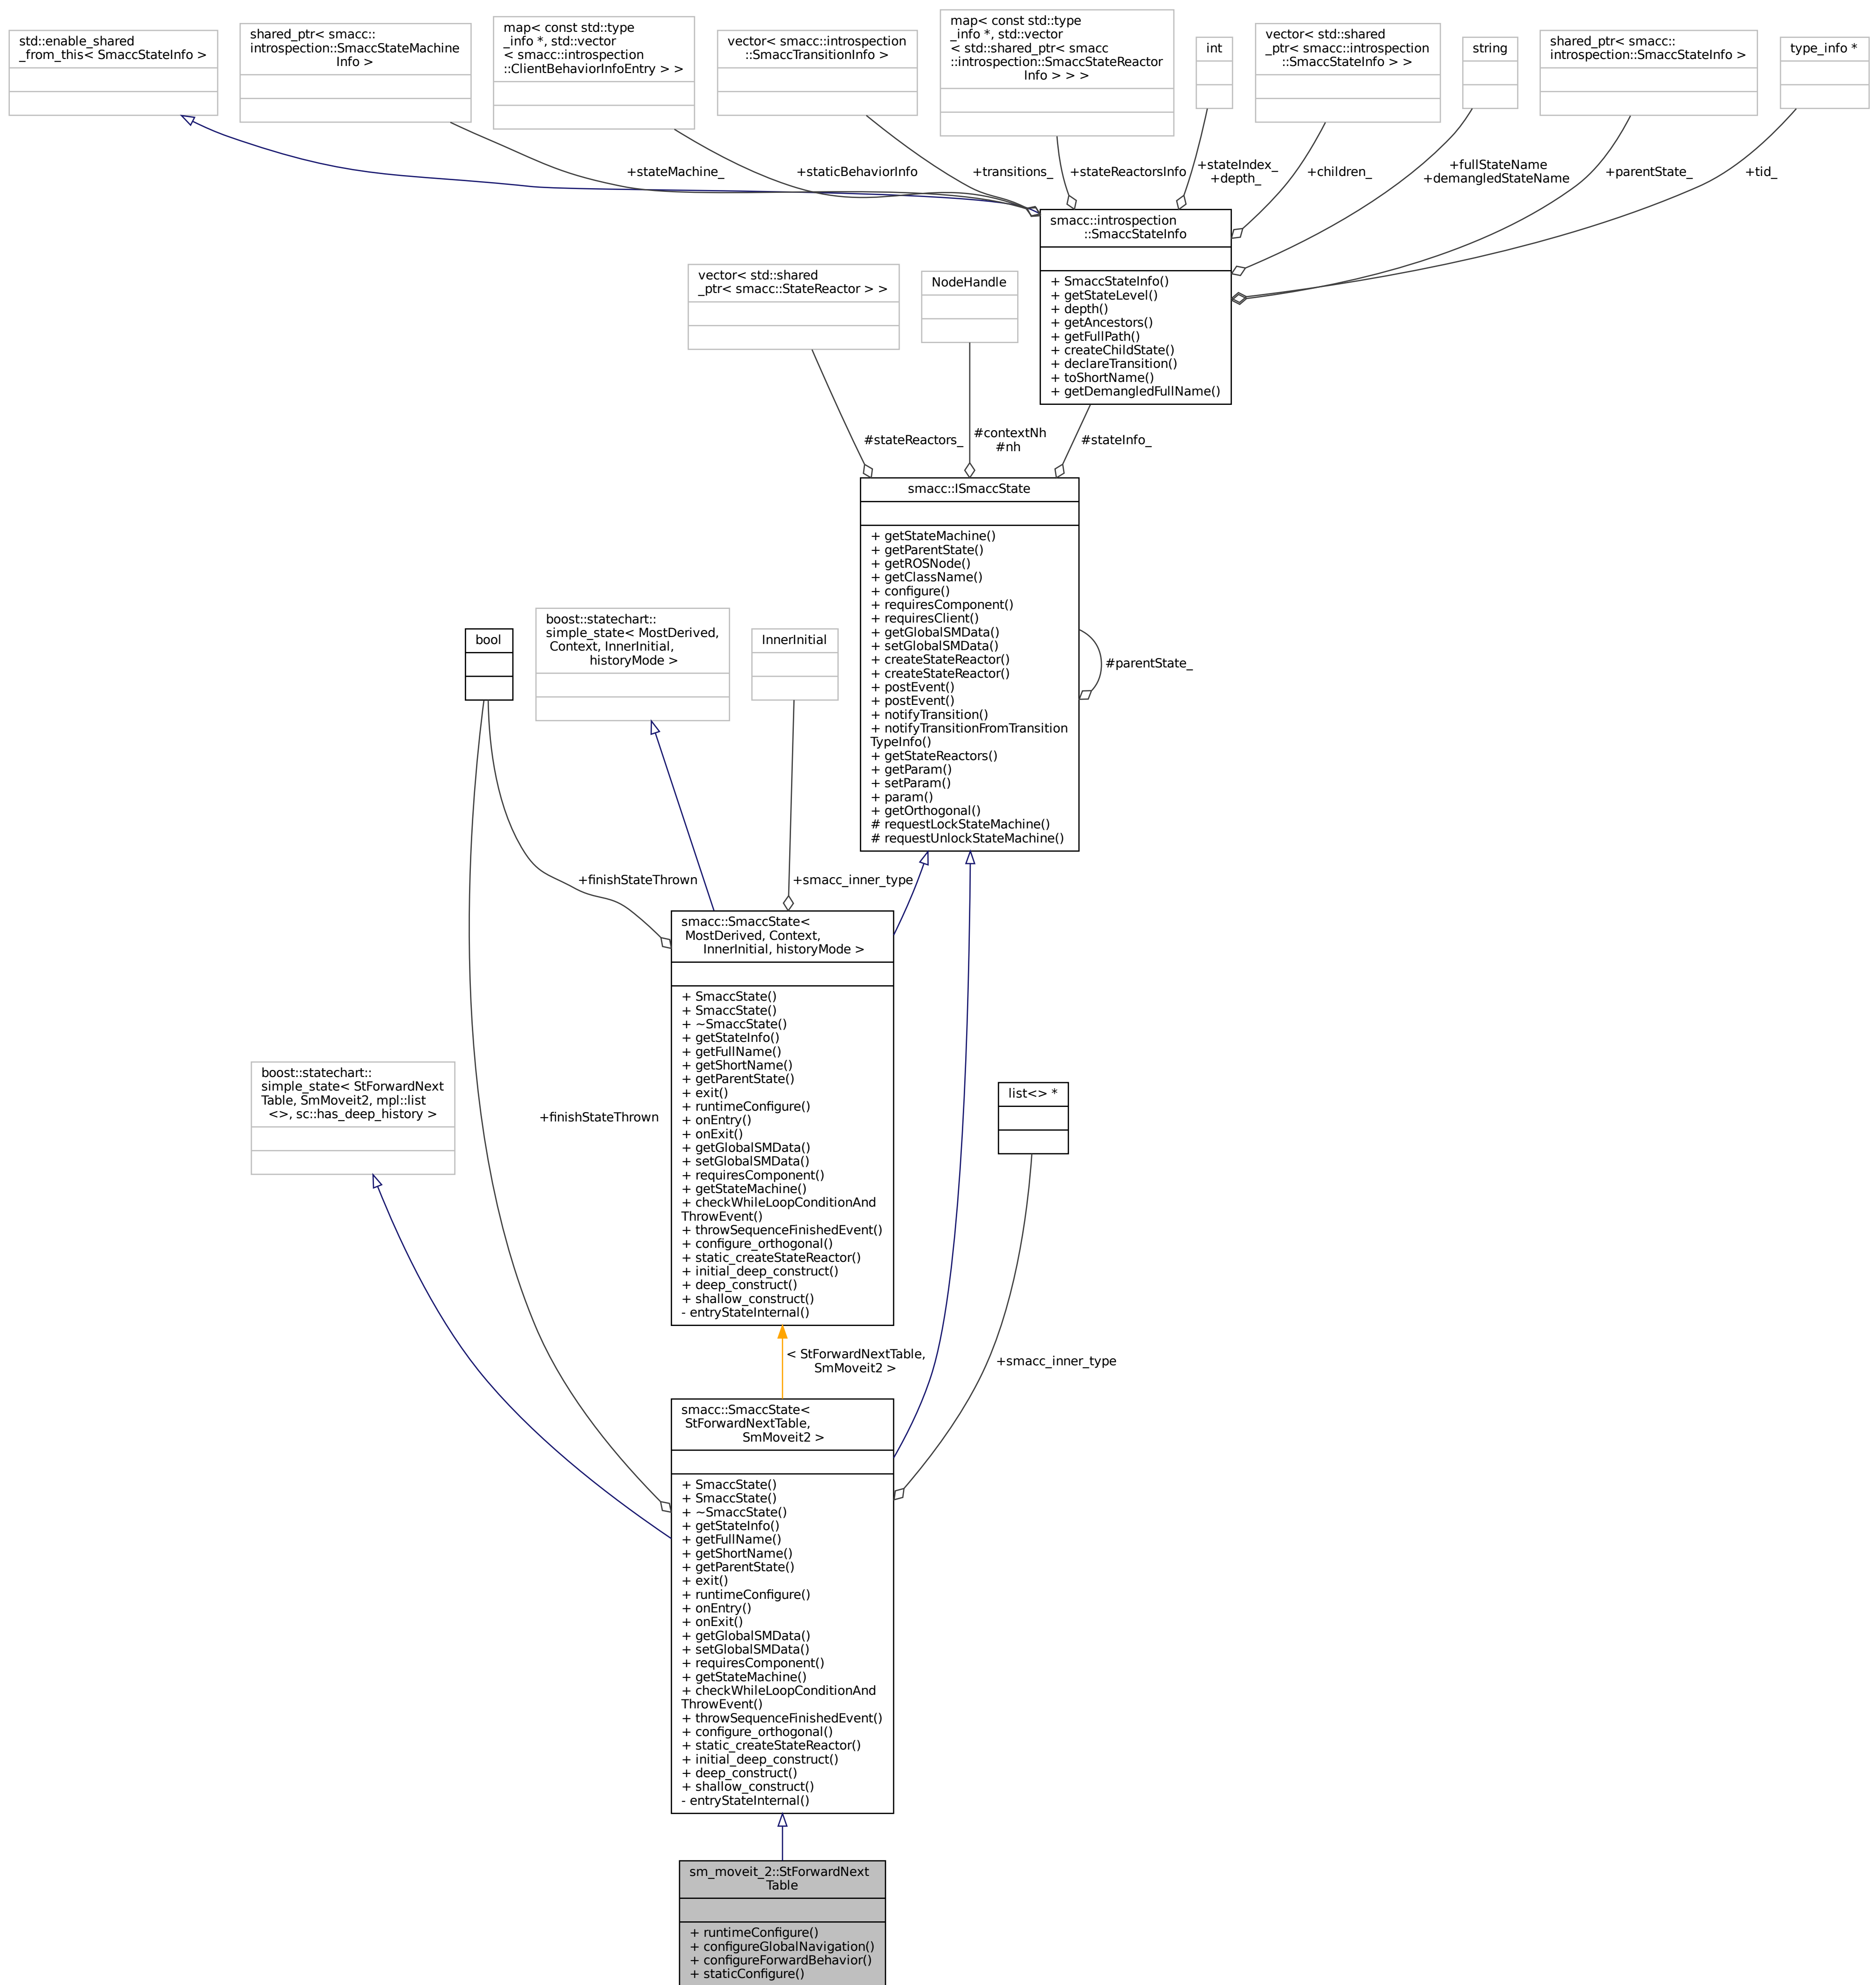 std::enable_shared
_from_this< SmaccStateInfo >
shared_ptr< smacc::
introspection::SmaccStateMachine
Info >
map< const std::type
_info *, std::vector
< smacc::introspection
::ClientBehaviorInfoEntry > >
vector< smacc::introspection
::SmaccTransitionInfo >
map< const std::type
_info *, std::vector
< std::shared_ptr< smacc
::introspection::SmaccStateReactor
Info > > >
int
vector< std::shared
_ptr< smacc::introspection
::SmaccStateInfo > >
string
shared_ptr< smacc::
introspection::SmaccStateInfo >
type_info *
+stateMachine_
+staticBehaviorInfo
+transitions_
+stateReactorsInfo
+stateIndex_
+depth_
+children_
+fullStateName
+demangledStateName
+parentState_
+tid_
smacc::introspection
::SmaccStateInfo
+ SmaccStateInfo()
+ getStateLevel()
+ depth()
+ getAncestors()
+ getFullPath()
+ createChildState()
+ declareTransition()
+ toShortName()
+ getDemangledFullName()
vector< std::shared
_ptr< smacc::StateReactor > >
NodeHandle
#stateReactors_
#contextNh
#nh
#stateInfo_
smacc::ISmaccState
+ getStateMachine()
+ getParentState()
+ getROSNode()
+ getClassName()
+ configure()
+ requiresComponent()
+ requiresClient()
+ getGlobalSMData()
+ setGlobalSMData()
+ createStateReactor()
+ createStateReactor()
+ postEvent()
+ postEvent()
+ notifyTransition()
+ notifyTransitionFromTransition
TypeInfo()
+ getStateReactors()
+ getParam()
+ setParam()
+ param()
+ getOrthogonal()
# requestLockStateMachine()
# requestUnlockStateMachine()
#parentState_
bool
boost::statechart::
simple_state< MostDerived,
Context, InnerInitial,
historyMode >
InnerInitial
+finishStateThrown
+smacc_inner_type
smacc::SmaccState<
MostDerived, Context,
InnerInitial, historyMode >
+ SmaccState()
+ SmaccState()
+ ~SmaccState()
+ getStateInfo()
+ getFullName()
+ getShortName()
+ getParentState()
+ exit()
+ runtimeConfigure()
+ onEntry()
+ onExit()
+ getGlobalSMData()
+ setGlobalSMData()
+ requiresComponent()
+ getStateMachine()
+ checkWhileLoopConditionAnd
ThrowEvent()
+ throwSequenceFinishedEvent()
+ configure_orthogonal()
+ static_createStateReactor()
+ initial_deep_construct()
+ deep_construct()
+ shallow_construct()
- entryStateInternal()
boost::statechart::
simple_state< StForwardNext
Table, SmMoveit2, mpl::list
<>, sc::has_deep_history >
+finishStateThrown
list<> *
< StForwardNextTable,
SmMoveit2 >
+smacc_inner_type
smacc::SmaccState<
StForwardNextTable,
SmMoveit2 >
+ SmaccState()
+ SmaccState()
+ ~SmaccState()
+ getStateInfo()
+ getFullName()
+ getShortName()
+ getParentState()
+ exit()
+ runtimeConfigure()
+ onEntry()
+ onExit()
+ getGlobalSMData()
+ setGlobalSMData()
+ requiresComponent()
+ getStateMachine()
+ checkWhileLoopConditionAnd
ThrowEvent()
+ throwSequenceFinishedEvent()
+ configure_orthogonal()
+ static_createStateReactor()
+ initial_deep_construct()
+ deep_construct()
+ shallow_construct()
- entryStateInternal()
sm_moveit_2::StForwardNext
Table
+ runtimeConfigure()
+ configureGlobalNavigation()
+ configureForwardBehavior()
+ staticConfigure()